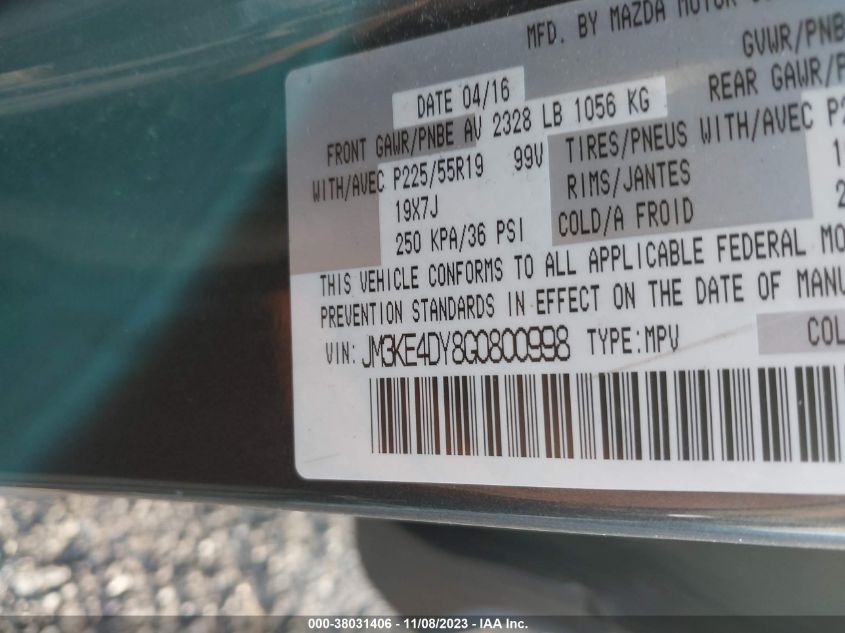 MFD. BY MAZDA MOTOR
GVWR/PNB
DATE 04/16
REAR GAWR/P
FRONT GAWR/PNBE AV 2328 LB 1056 KG
WITH/AVEC P225/55R19 99V TIRES/PNEUS WITH/AVEC P2
19X7J RIMS/JANTES 1
250 KPA/36 PSI COLD/A FROID 2
THIS VEHICLE CONFORMS TO ALL APPLICABLE FEDERAL MO
PREVENTION STANDARDS IN EFFECT ON THE DATE OF MANU
VIN: JM3KE4DY8G0800998 TYPE:MPV COL
000-38031406 - 11/08/2023 - IAA Inc.